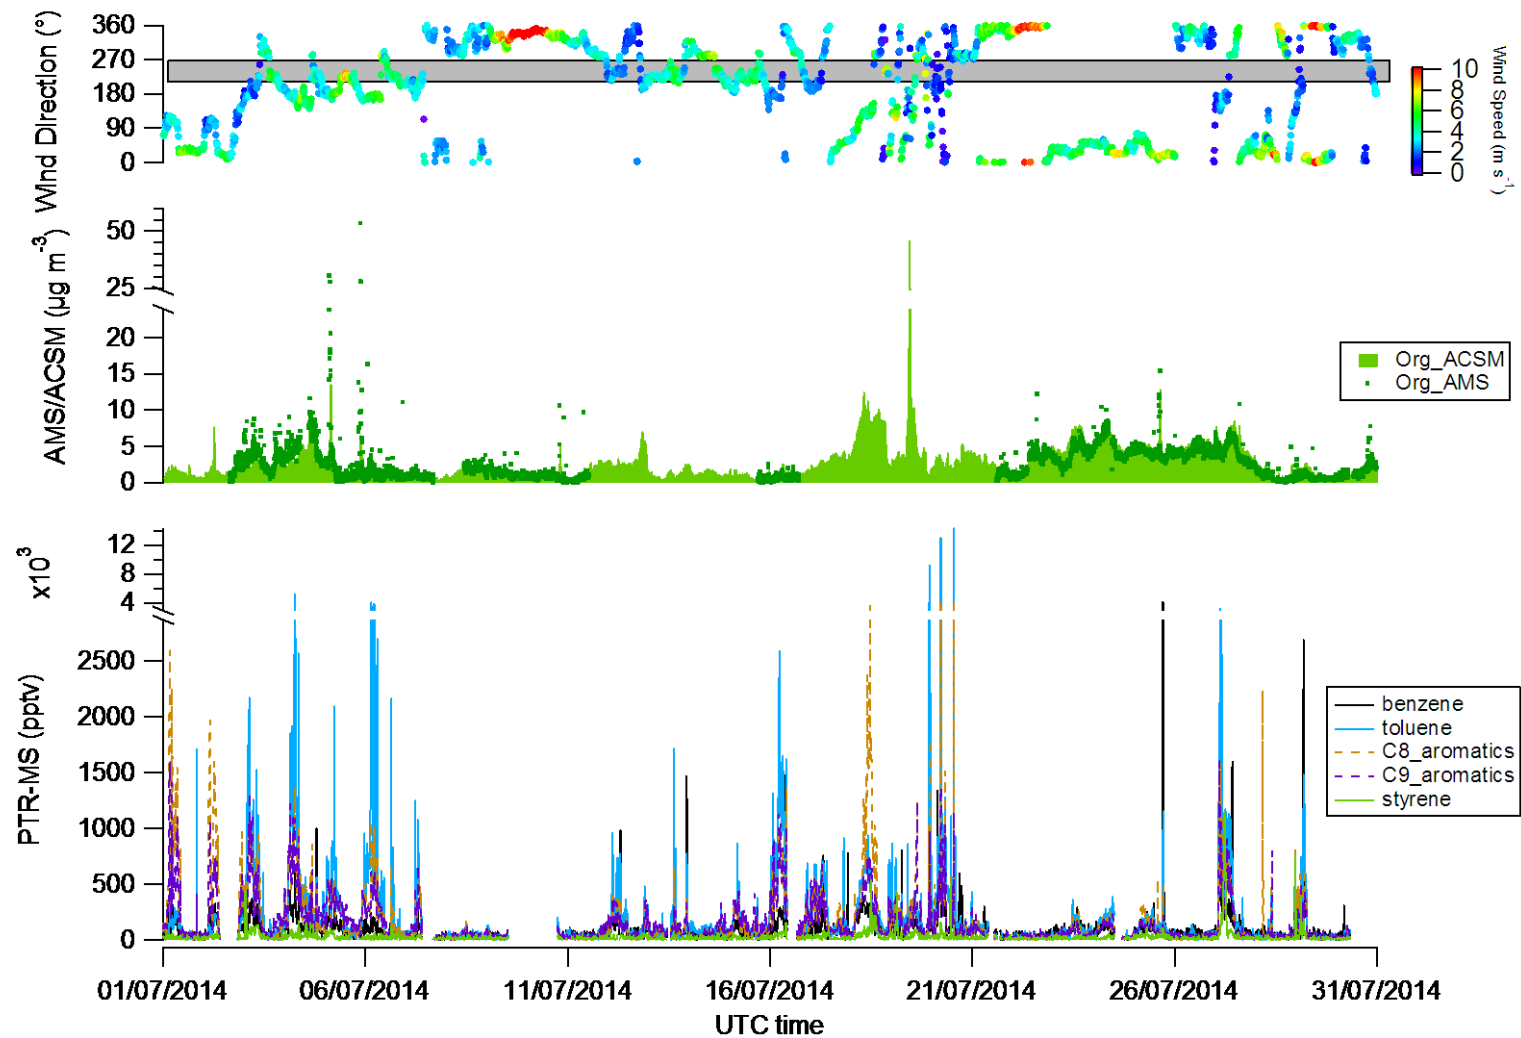 Wind Direction (°)
360
270
180
90
0
10
8
6
4
2
0
Wind Speed (m s⁻¹)
AMS/ACSM (µg m⁻³)
50
25
20
15
10
5
0
Org_ACSM
Org_AMS
x10³
12
8
4
PTR-MS (pptv)
2500
2000
1500
1000
500
0
benzene
toluene
C8_aromatics
C9_aromatics
styrene
01/07/2014 06/07/2014 11/07/2014 16/07/2014 21/07/2014 26/07/2014 31/07/2014
UTC time